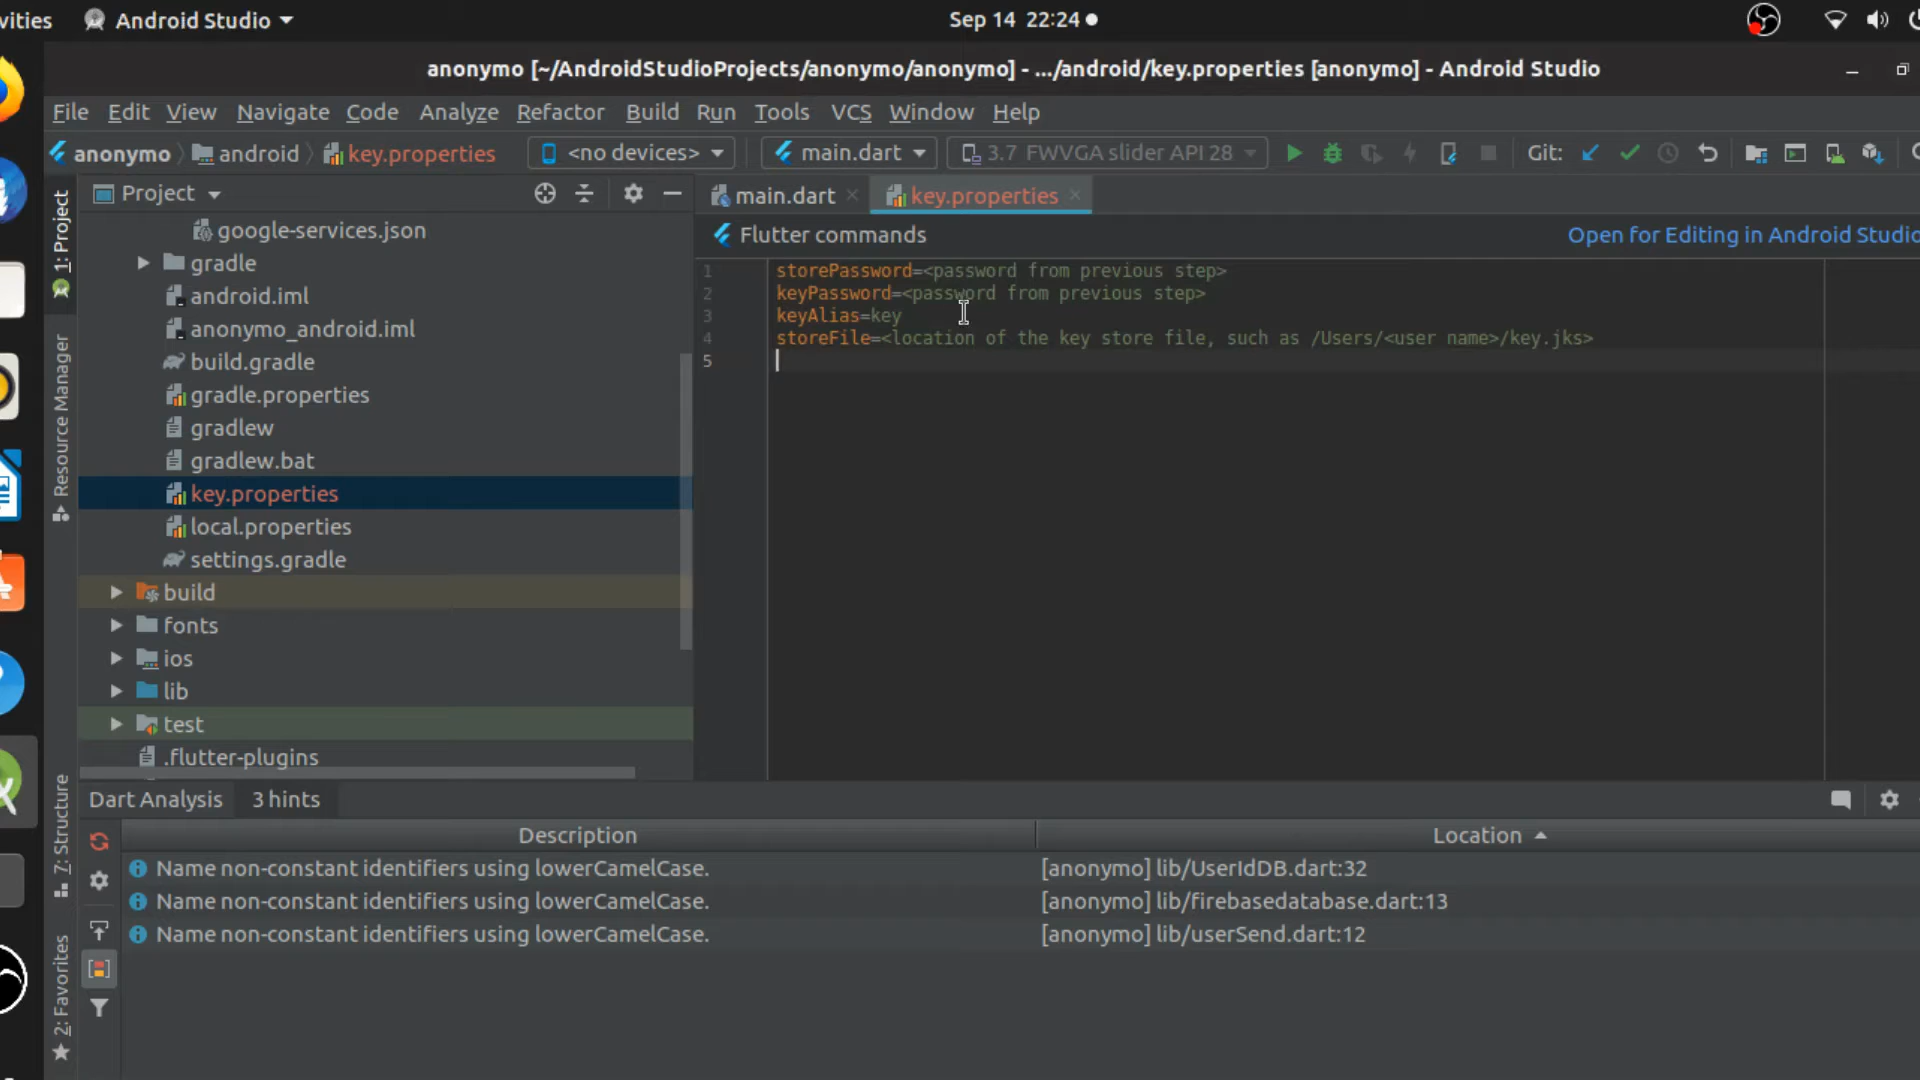 vities
Android Studio
Sep 14 22:24
anonymo [~/AndroidStudioProjects/anonymo/anonymo] - .../android/key.properties [anonymo] - Android Studio
File Edit View Navigate Code Analyze Refactor Build Run Tools VCS Window Help
anonymo android key.properties <no devices> main.dart 3.7 FWVGA slider API 28 Git:
Project
main.dart key.properties
1: Project
Resource Manager
7: Structure
2: Favorites
google-services.json
gradle
android.iml
anonymo_android.iml
build.gradle
gradle.properties
gradlew
gradlew.bat
key.properties
local.properties
settings.gradle
build
fonts
ios
lib
test
.flutter-plugins
Flutter commands
Open for Editing in Android Studio
1 storePassword=<password from previous step>
2 keyPassword=<password from previous step>
3 keyAlias=key
4 storeFile=<location of the key store file, such as /Users/<user name>/key.jks>
5
Dart Analysis 3 hints
Description Location
Name non-constant identifiers using lowerCamelCase. [anonymo] lib/UserIdDB.dart:32
Name non-constant identifiers using lowerCamelCase. [anonymo] lib/firebasedatabase.dart:13
Name non-constant identifiers using lowerCamelCase. [anonymo] lib/userSend.dart:12